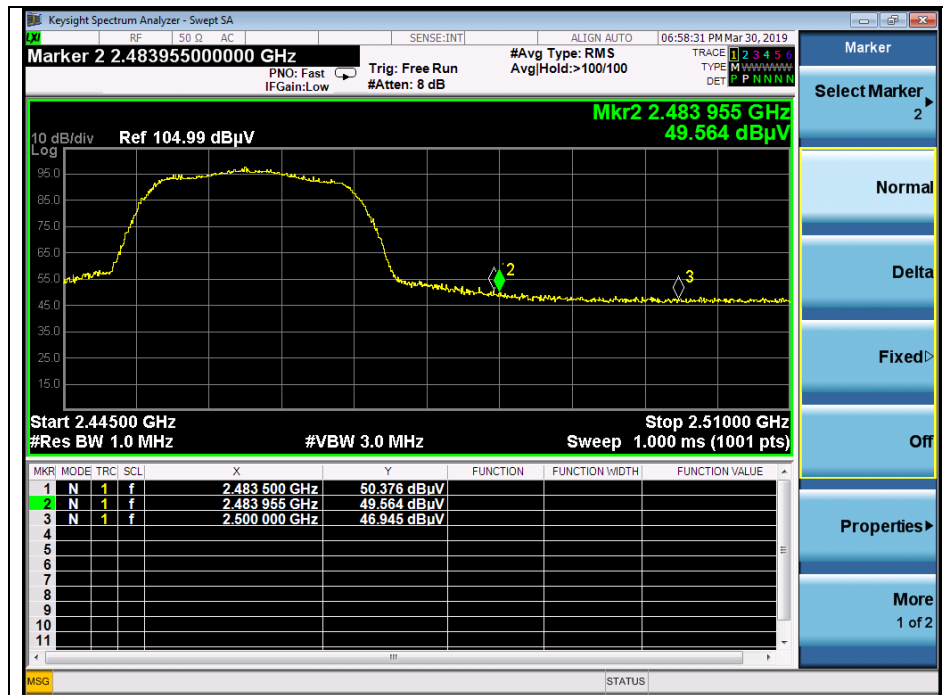 Keysight Spectrum Analyzer - Swept SA
LXI RF 50 Ω AC SENSE:INT ALIGN AUTO 06:58:31 PM Mar 30, 2019
Marker 2 2.483955000000 GHz
PNO: Fast
IFGain:Low
Trig: Free Run
#Atten: 8 dB
#Avg Type: RMS
Avg|Hold:>100/100
TRACE 1 2 3 4 5 6
TYPE M WWWWW
DET P P N N N N
Mkr2 2.483 955 GHz
49.564 dBµV
10 dB/div Ref 104.99 dBµV
Log
95.0
85.0
75.0
65.0
55.0
45.0
35.0
25.0
15.0
2
3
Start 2.44500 GHz Stop 2.51000 GHz
#Res BW 1.0 MHz #VBW 3.0 MHz Sweep 1.000 ms (1001 pts)
MKR MODE TRC SCL X Y FUNCTION FUNCTION WIDTH FUNCTION VALUE
1 N 1 f 2.483 500 GHz 50.376 dBµV
2 N 1 f 2.483 955 GHz 49.564 dBµV
3 N 1 f 2.500 000 GHz 46.945 dBµV
4
5
6
7
8
9
10
11
MSG STATUS
Marker
Select Marker
2
Normal
Delta
Fixed
Off
Properties
More
1 of 2